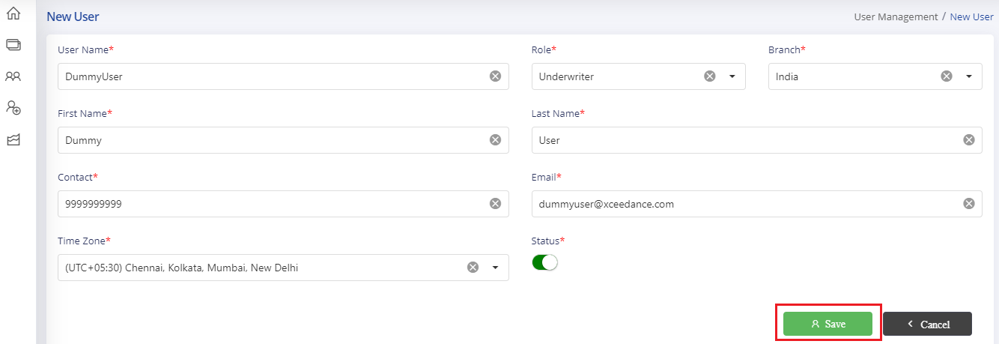 New User
User Management / New User
User Name*
Role*
Branch*
DummyUser
Underwriter
India
First Name*
Last Name*
Dummy
User
Contact*
Email*
9999999999
dummyuser@xceedance.com
Time Zone*
Status*
(UTC+05:30) Chennai, Kolkata, Mumbai, New Delhi
Save
Cancel